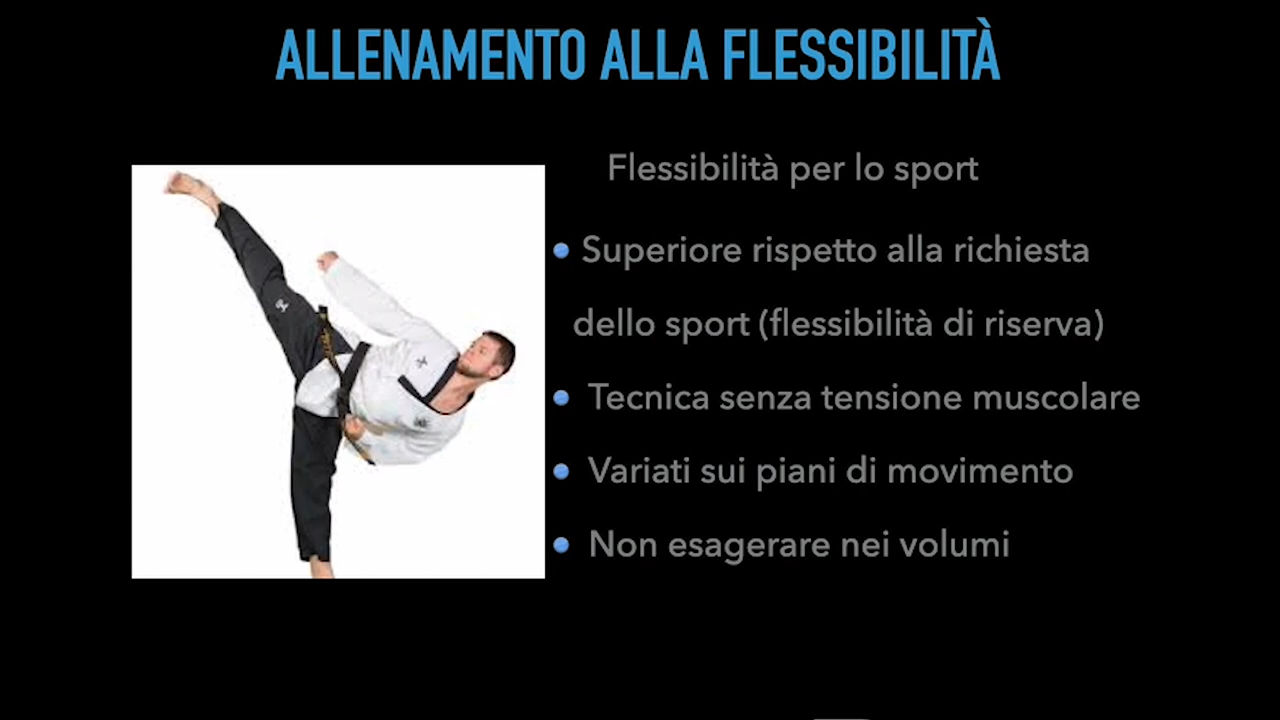 ALLENAMENTO ALLA FLESSIBILITÀ
Flessibilità per lo sport
Superiore rispetto alla richiesta
dello sport (flessibilità di riserva)
Tecnica senza tensione muscolare
Variati sui piani di movimento
Non esagerare nei volumi